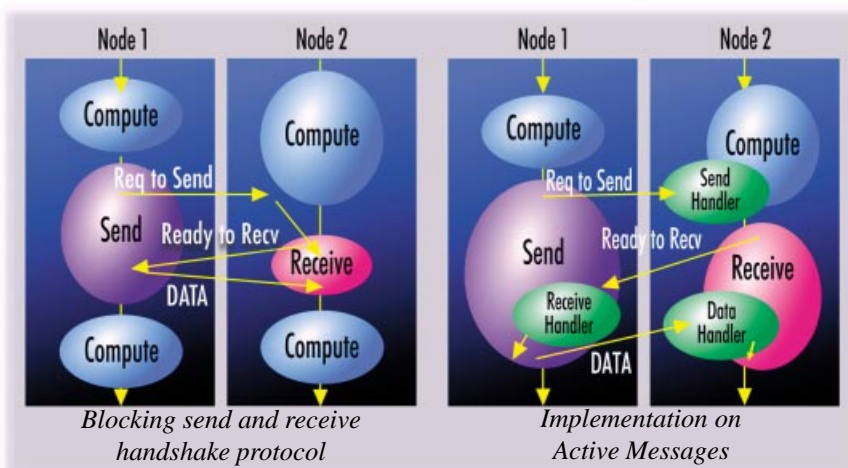 Node 1
Node 2
Compute
Compute
Req to Send
Send
Ready to Recv
Receive
DATA
Compute
Compute
Blocking send and receive
handshake protocol
Node 1
Node 2
Compute
Compute
Req to Send
Send
Handler
Ready to Recv
Send
Receive
Receive
Handler
Data
Handler
DATA
Implementation on
Active Messages